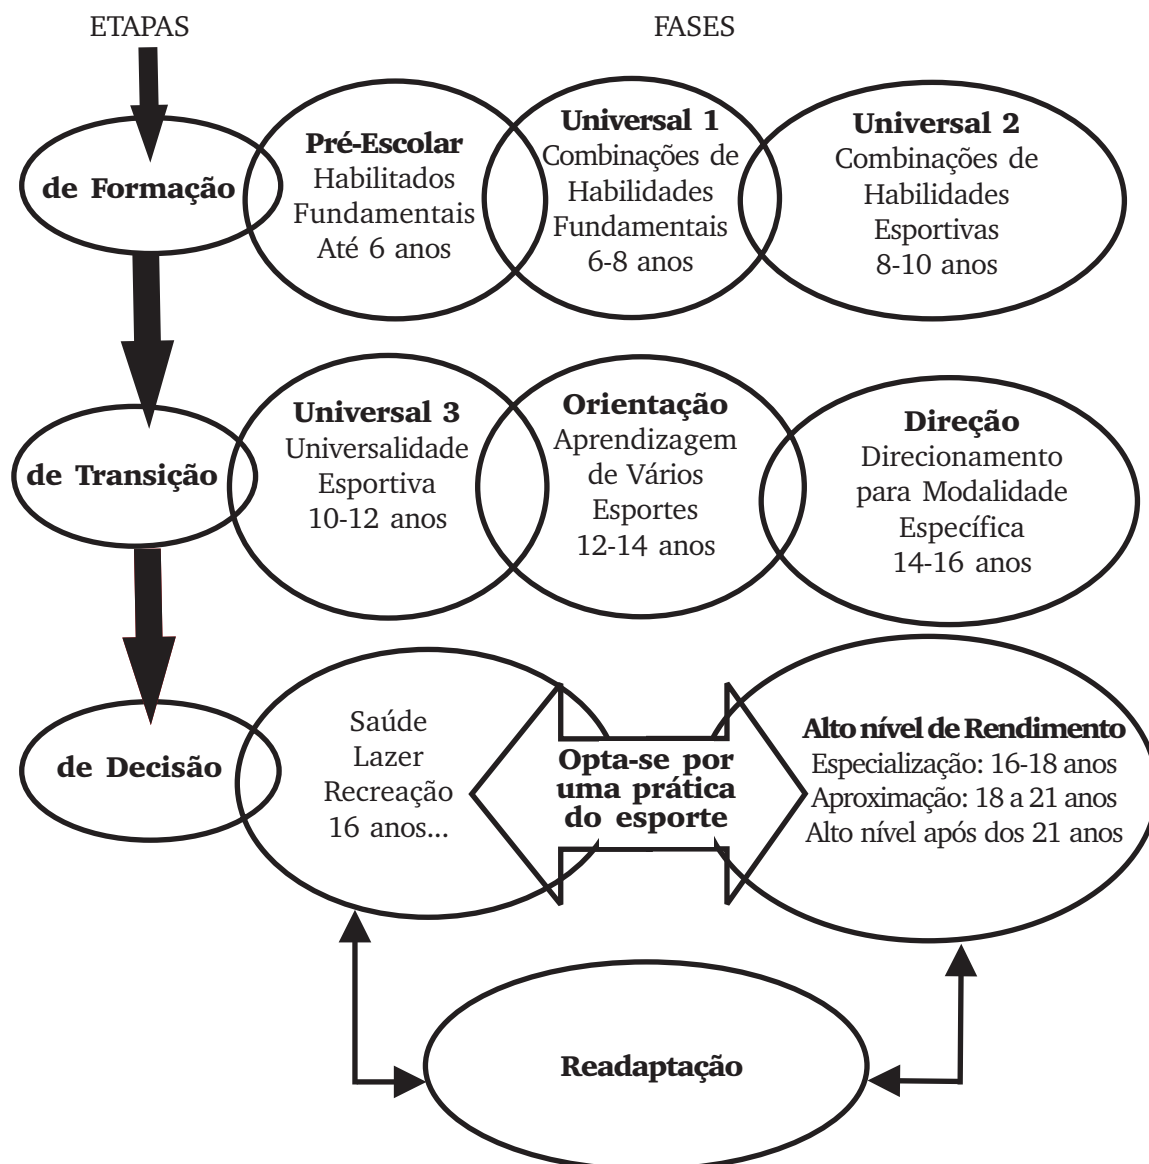 ETAPAS
FASES
de Formação
Pré-Escolar
Habilitados
Fundamentais
Até 6 anos
Universal 1
Combinações de
Habilidades
Fundamentais
6-8 anos
Universal 2
Combinações de
Habilidades
Esportivas
8-10 anos
de Transição
Universal 3
Universalidade
Esportiva
10-12 anos
Orientação
Aprendizagem
de Vários
Esportes
12-14 anos
Direção
Direcionamento
para Modalidade
Específica
14-16 anos
de Decisão
Saúde
Lazer
Recreação
16 anos...
Opta-se por
uma prática
do esporte
Alto nível de Rendimento
Especialização: 16-18 anos
Aproximação: 18 a 21 anos
Alto nível após dos 21 anos
Readaptação